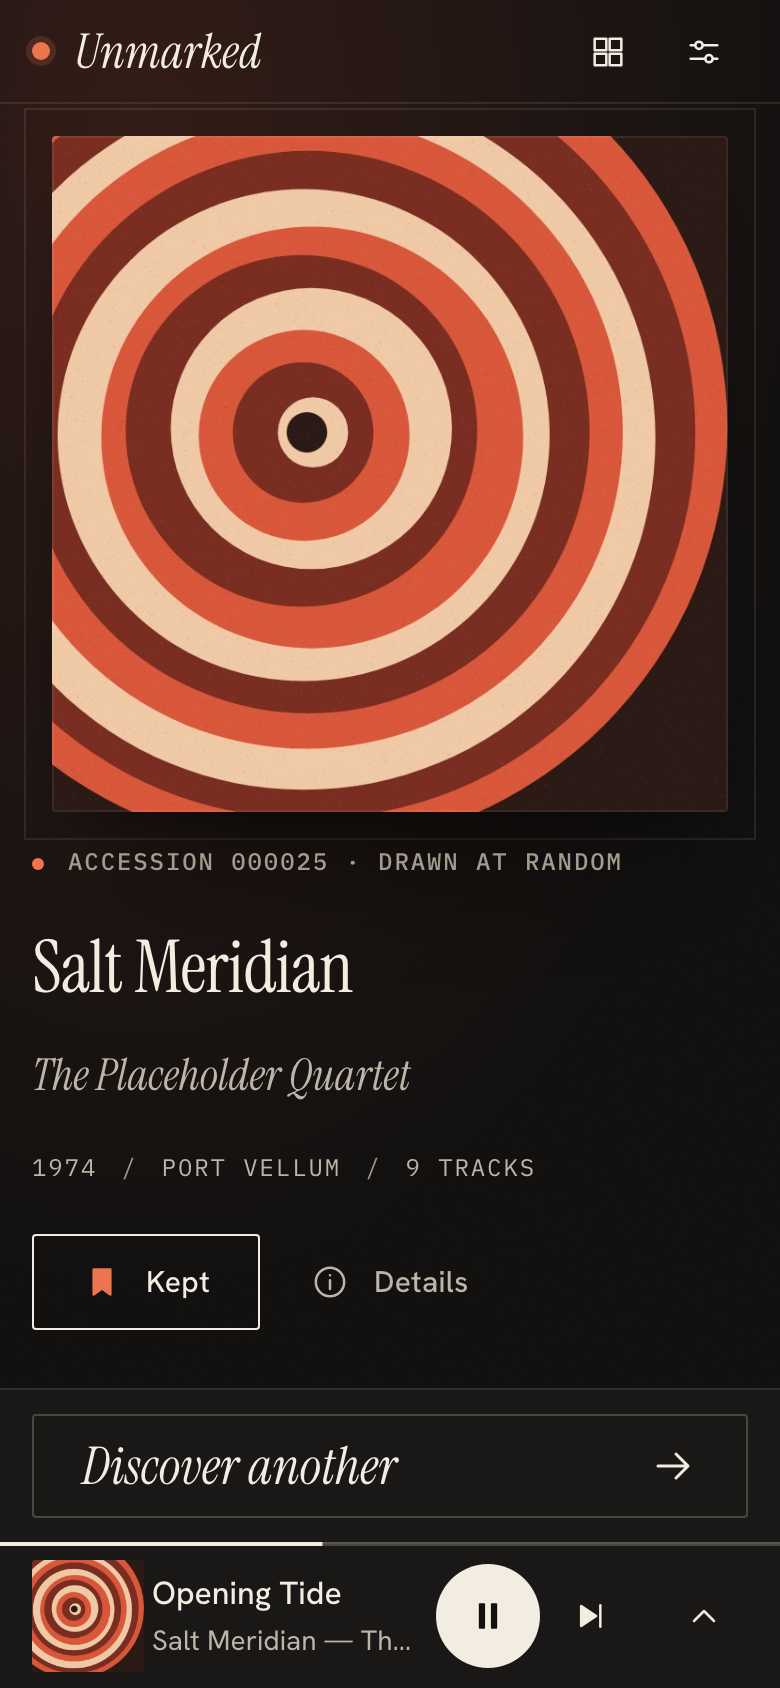 Unmarked
ACCESSION 000025 · DRAWN AT RANDOM
Salt Meridian
The Placeholder Quartet
1974 / PORT VELLUM / 9 TRACKS
Kept
Details
Discover another
Opening Tide
Salt Meridian — Th...